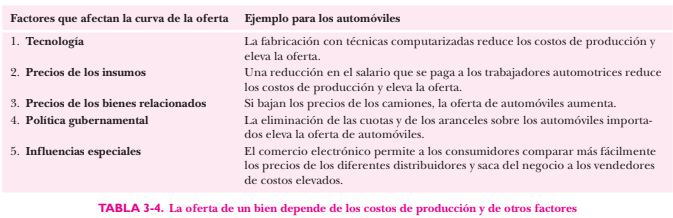 Factores que afectan la curva de la oferta Ejemplo para los automóviles
1. Tecnología La fabricación con técnicas computarizadas reduce los costos de producción y
eleva la oferta.
2. Precios de los insumos Una reducción en el salario que se paga a los trabajadores automotrices reduce
los costos de producción y eleva la oferta.
3. Precios de los bienes relacionados Si bajan los precios de los camiones, la oferta de automóviles aumenta.
4. Política gubernamental La eliminación de las cuotas y de los aranceles sobre los automóviles importa-
dos eleva la oferta de automóviles.
5. Influencias especiales El comercio electrónico permite a los consumidores comparar más fácilmente
los precios de los diferentes distribuidores y saca del negocio a los vendedores
de costos elevados.
TABLA 3-4. La oferta de un bien depende de los costos de producción y de otros factores